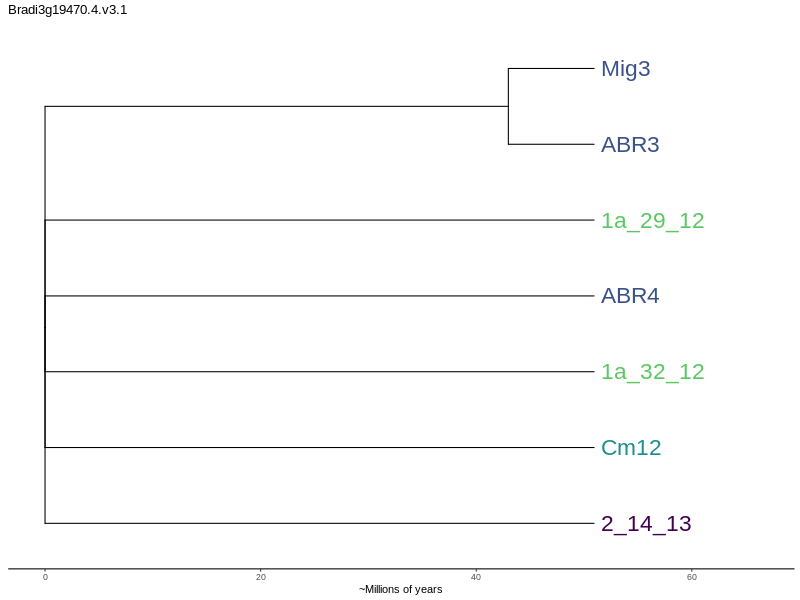 Bradi3g19470.4.v3.1
Mig3
ABR3
1a_29_12
ABR4
1a_32_12
Cm12
2_14_13
0 20 40 60
~Millions of years